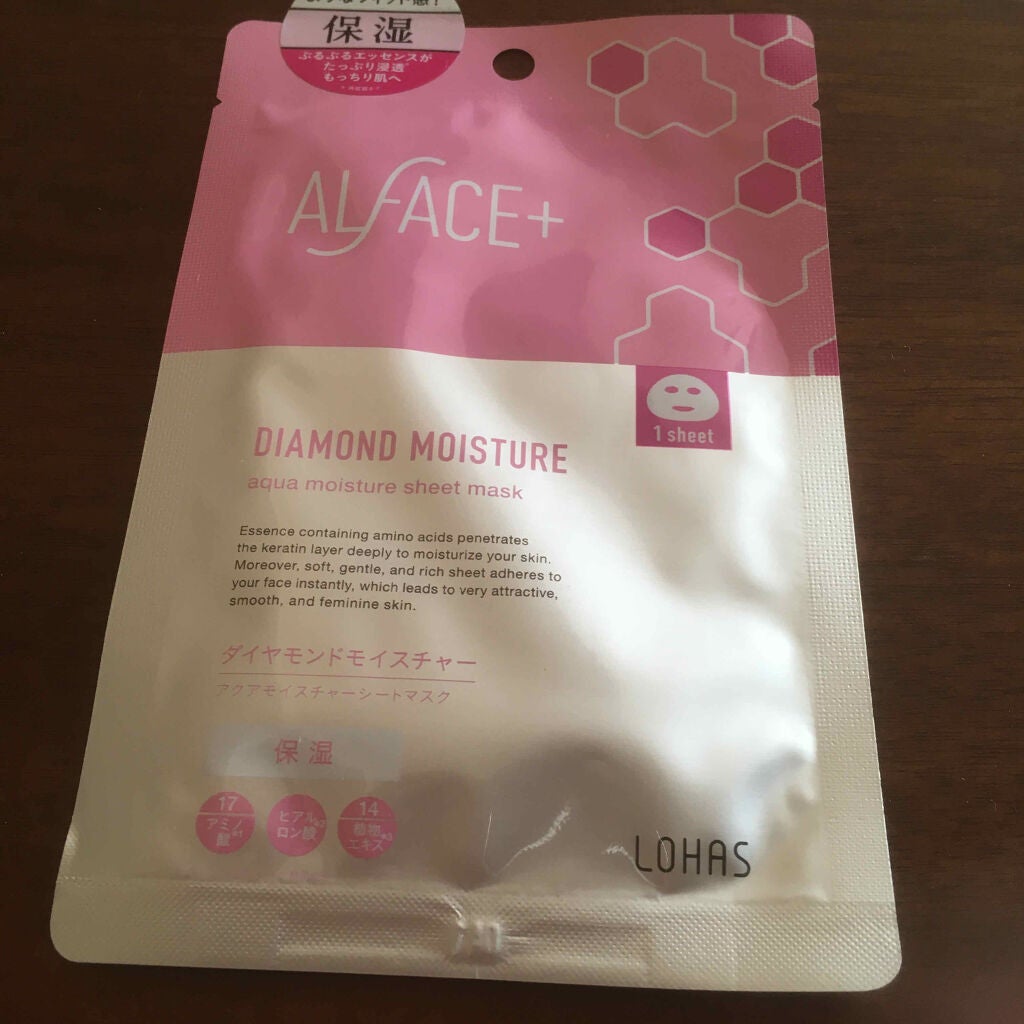 保湿
ぷるぷるエッセンスが
たっぷり浸透*
もっちり肌へ
ALFACE+
1 sheet
DIAMOND MOISTURE
aqua moisture sheet mask
Essence containing amino acids penetrates
the keratin layer deeply to moisturize your skin.
Moreover, soft, gentle, and rich sheet adheres to
your face instantly, which leads to very attractive,
smooth, and feminine skin.
ダイヤモンドモイスチャー
アクアモイスチャーシートマスク
保湿
17
アミノ
酸※1
ヒアル
ロン酸※2
14
植物
エキス※3
LOHAS